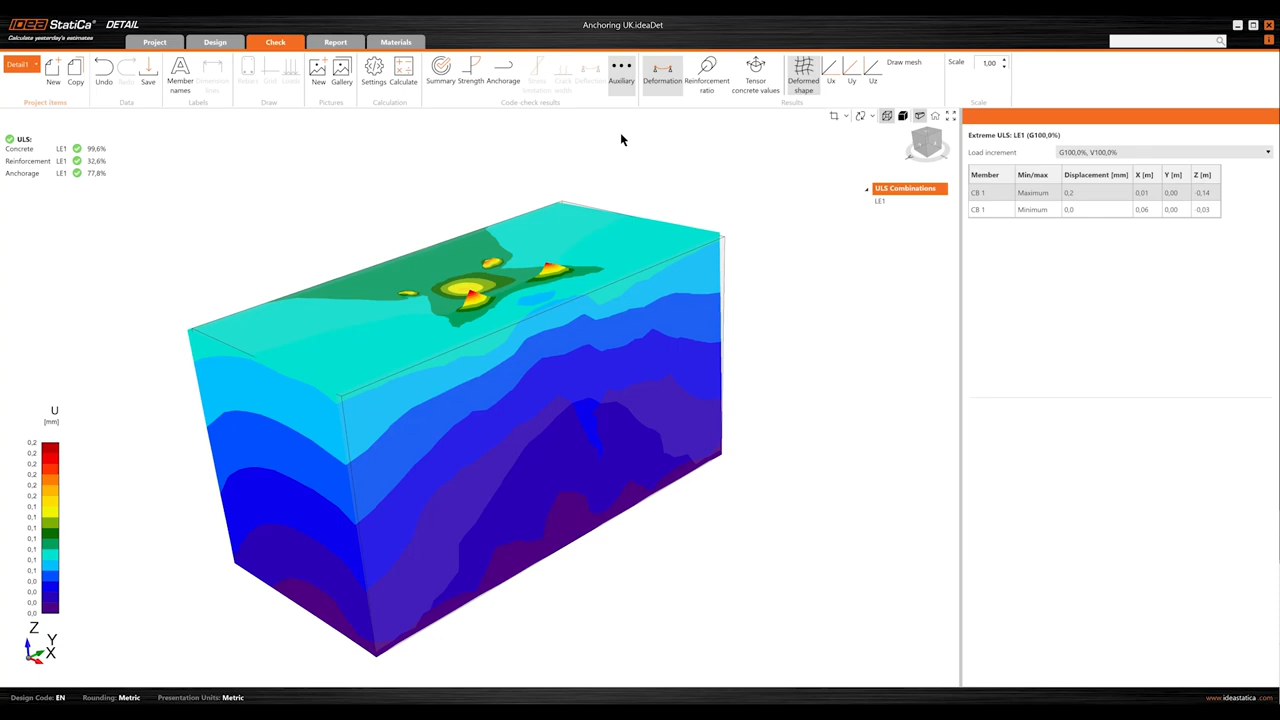 IDEA StatiCa® DETAIL
Calculate yesterday's estimates
Anchoring UK.ideaDet
Project Design Check Report Materials
Detail1
New Copy Undo Redo Save Member names Dimension lines New Gallery Settings Calculate Summary Strength Anchorage Auxiliary Deformation Reinforcement ratio Tensor concrete values Deformed shape Ux Uy Uz Draw mesh Scale 1,00
Project items Data Labels Draw Pictures Calculation Code check results Results Scale
ULS:
Concrete LE1 99,6%
Reinforcement LE1 32,6%
Anchorage LE1 77,8%
ULS Combinations
LE1
Extreme ULS: LE1 (G100,0%)
Load increment G100,0%, V100,0%
Member Min/max Displacement [mm] X [m] Y [m] Z [m]
CB 1 Maximum 0,2 0,01 0,00 -0,14
CB 1 Minimum 0,0 0,06 0,00 -0,03
U
[mm]
0,2
0,2
0,2
0,2
0,2
0,2
0,1
0,1
0,1
0,1
0,1
0,1
0,1
0,0
0,0
0,0
0,0
Z
Y
X
Design Code: EN Rounding: Metric Presentation Units: Metric
www.ideastatica.com